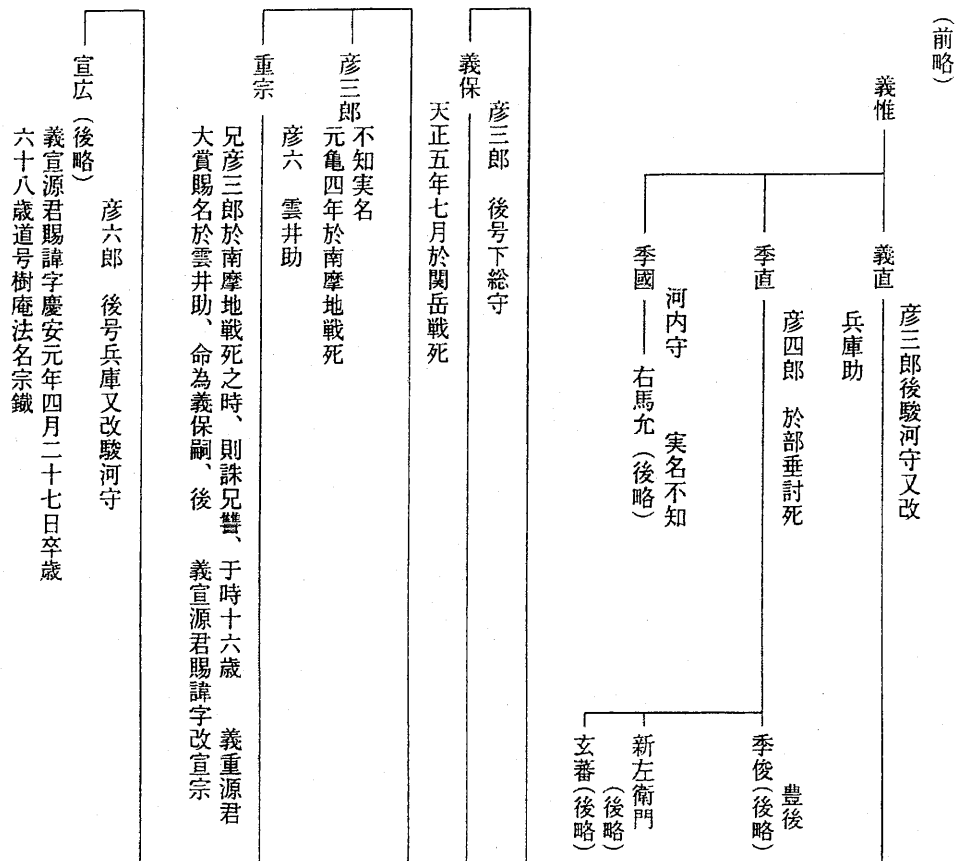 （前略）
義惟
義直
彦三郎後駿河守又改
兵庫助
季直
彦四郎　於部垂討死
季國
河内守
右馬允（後略）
実名不知
季俊（後略）
豊後
新左衛門
（後略）
玄蕃（後略）
義保
彦三郎　後号下総守
天正五年七月於関岳戦死
彦三郎
不知実名
元亀四年於南摩地戦死
重宗
彦六　雲井助
兄彦三郎於南摩地戦死之時、則誅兄讐、于時十六歳　義重源君
大賞賜名於雲井助、命為義保嗣、後　義宣源君賜諱字改宣宗
宣広（後略）
彦六郎　後号兵庫又改駿河守
義宣源君賜諱字慶安元年四月二十七日卒歳
六十八歳道号樹庵法名宗鐵